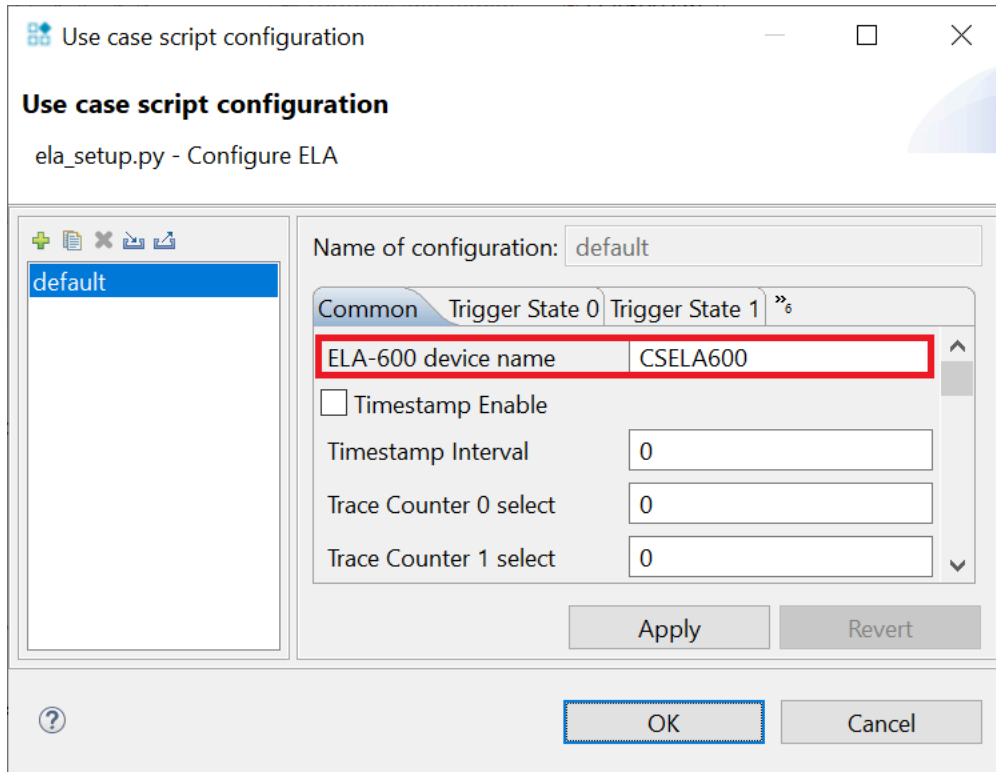 Use case script configuration
Use case script configuration
ela_setup.py - Configure ELA
default
Name of configuration: default
Common Trigger State 0 Trigger State 1 »6
ELA-600 device name CSELA600
Timestamp Enable
Timestamp Interval 0
Trace Counter 0 select 0
Trace Counter 1 select 0
Apply Revert
? OK Cancel